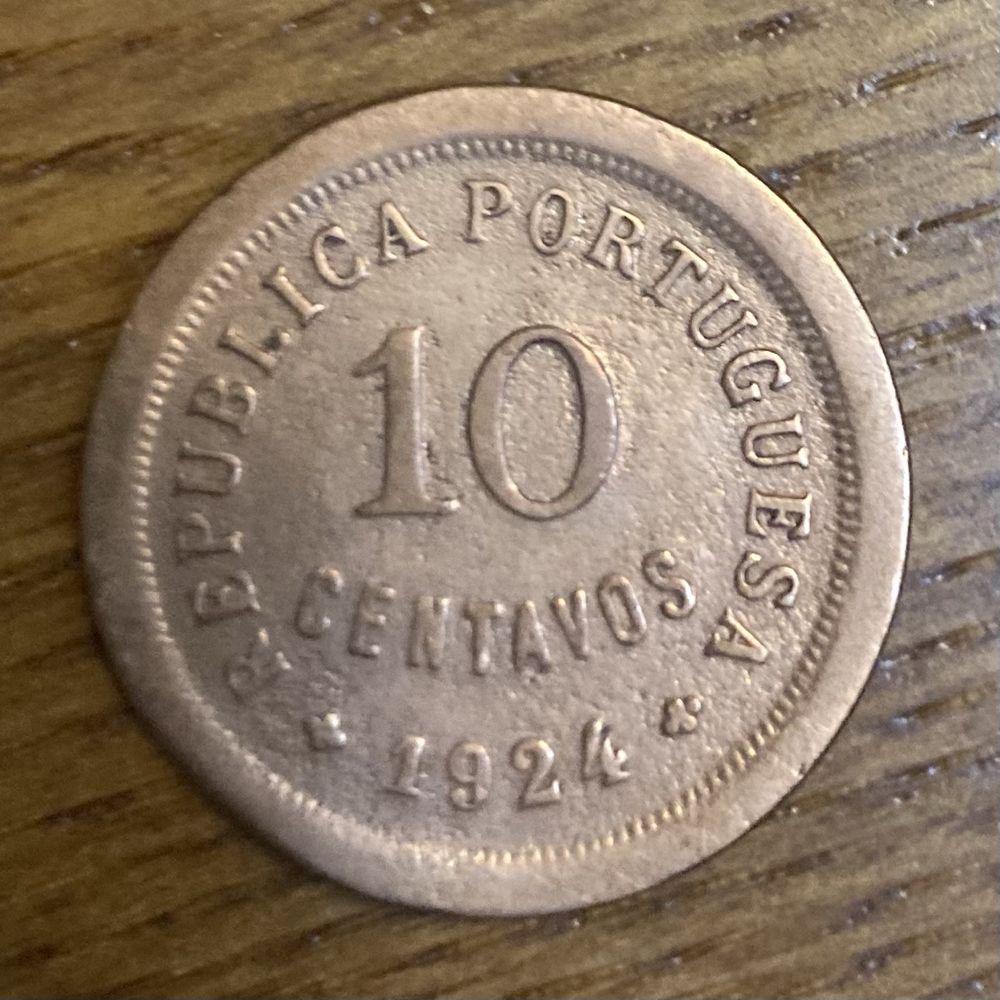 REPUBLICA PORTUGUESA
10
CENTAVOS
1924